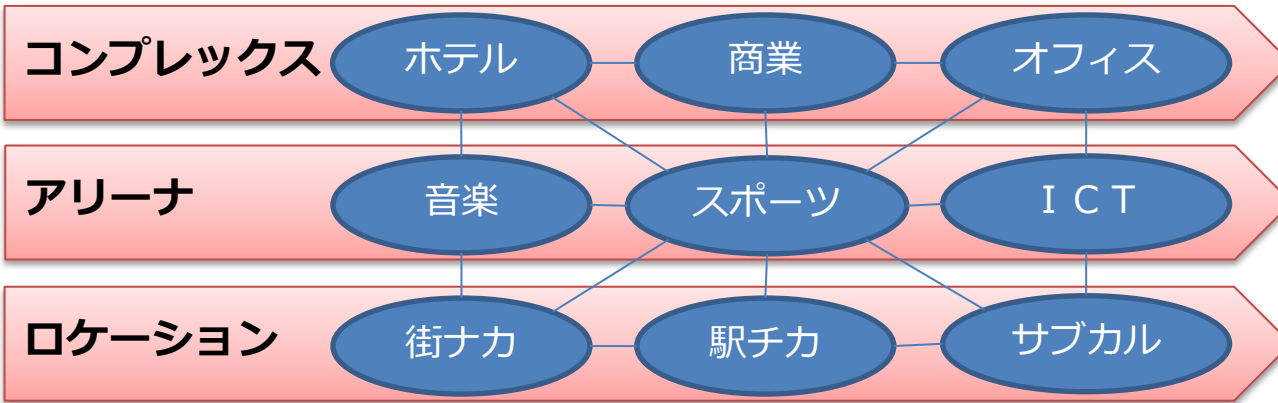 コンプレックス ホテル 商業 オフィス
アリーナ 音楽 スポーツ ＩＣＴ
ロケーション 街ナカ 駅チカ サブカル